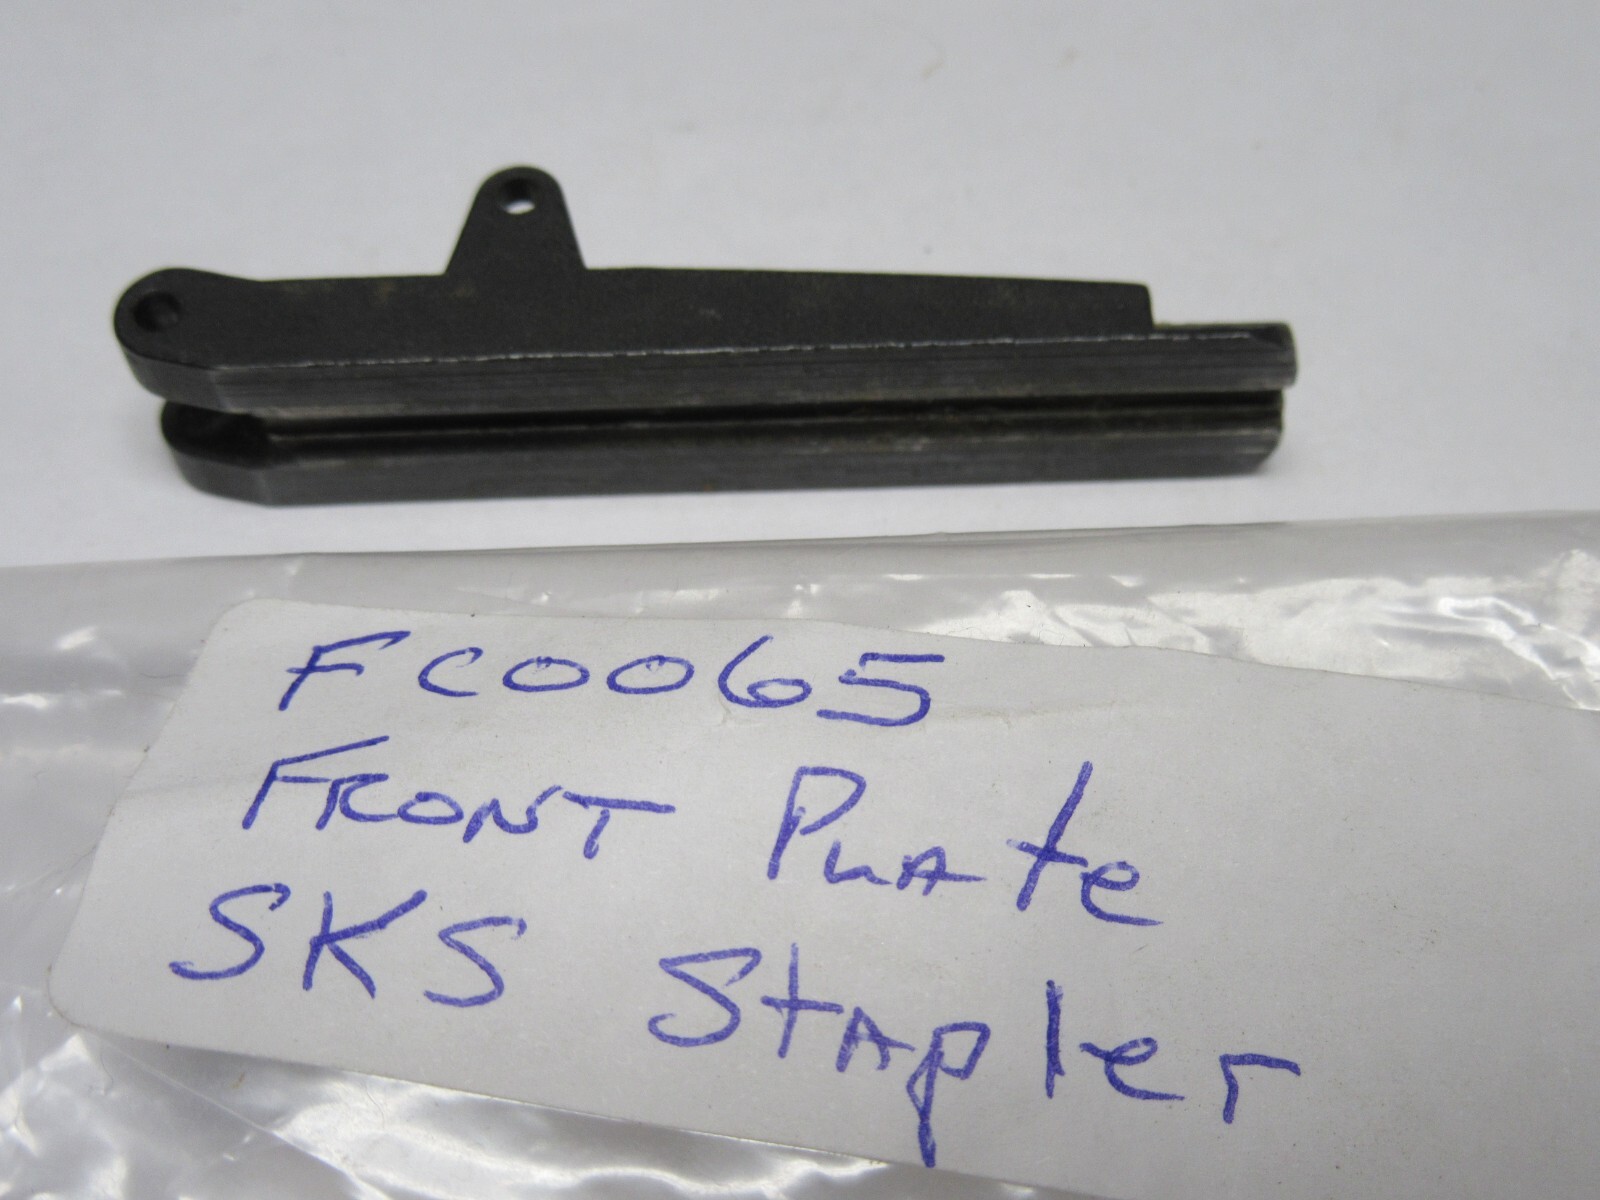 FC0065
FRONT PLATE
SKS STAPLER